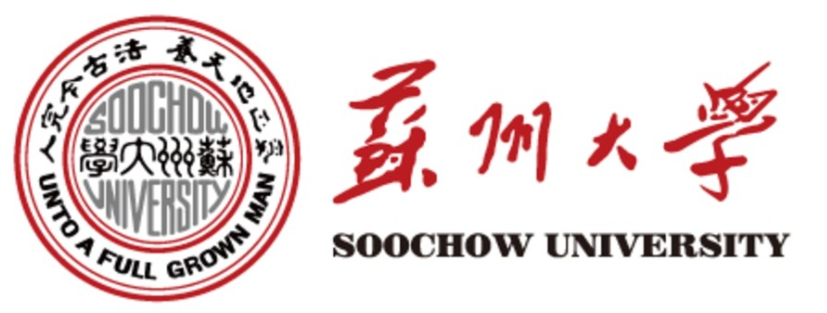 養天地正氣
法古今完人
SOOCHOW
蘇州大學
UNIVERSITY
UNTO A FULL GROWN MAN
蘇州大學
SOOCHOW UNIVERSITY